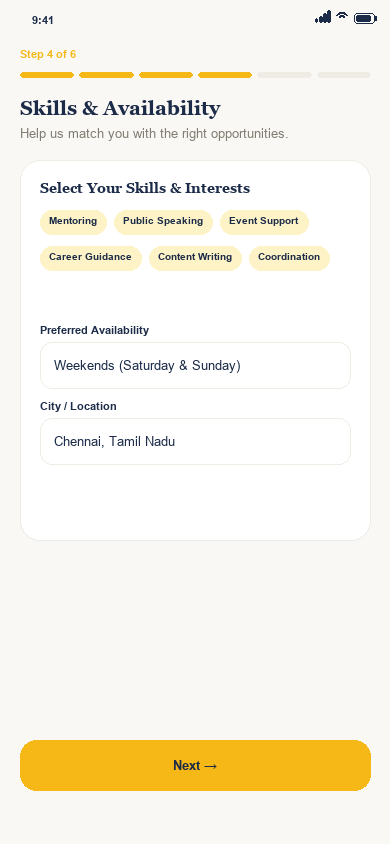 9:41
Step 4 of 6
Skills & Availability
Help us match you with the right opportunities.
Select Your Skills & Interests
Mentoring Public Speaking Event Support
Career Guidance Content Writing Coordination
Preferred Availability
Weekends (Saturday & Sunday)
City / Location
Chennai, Tamil Nadu
Next →